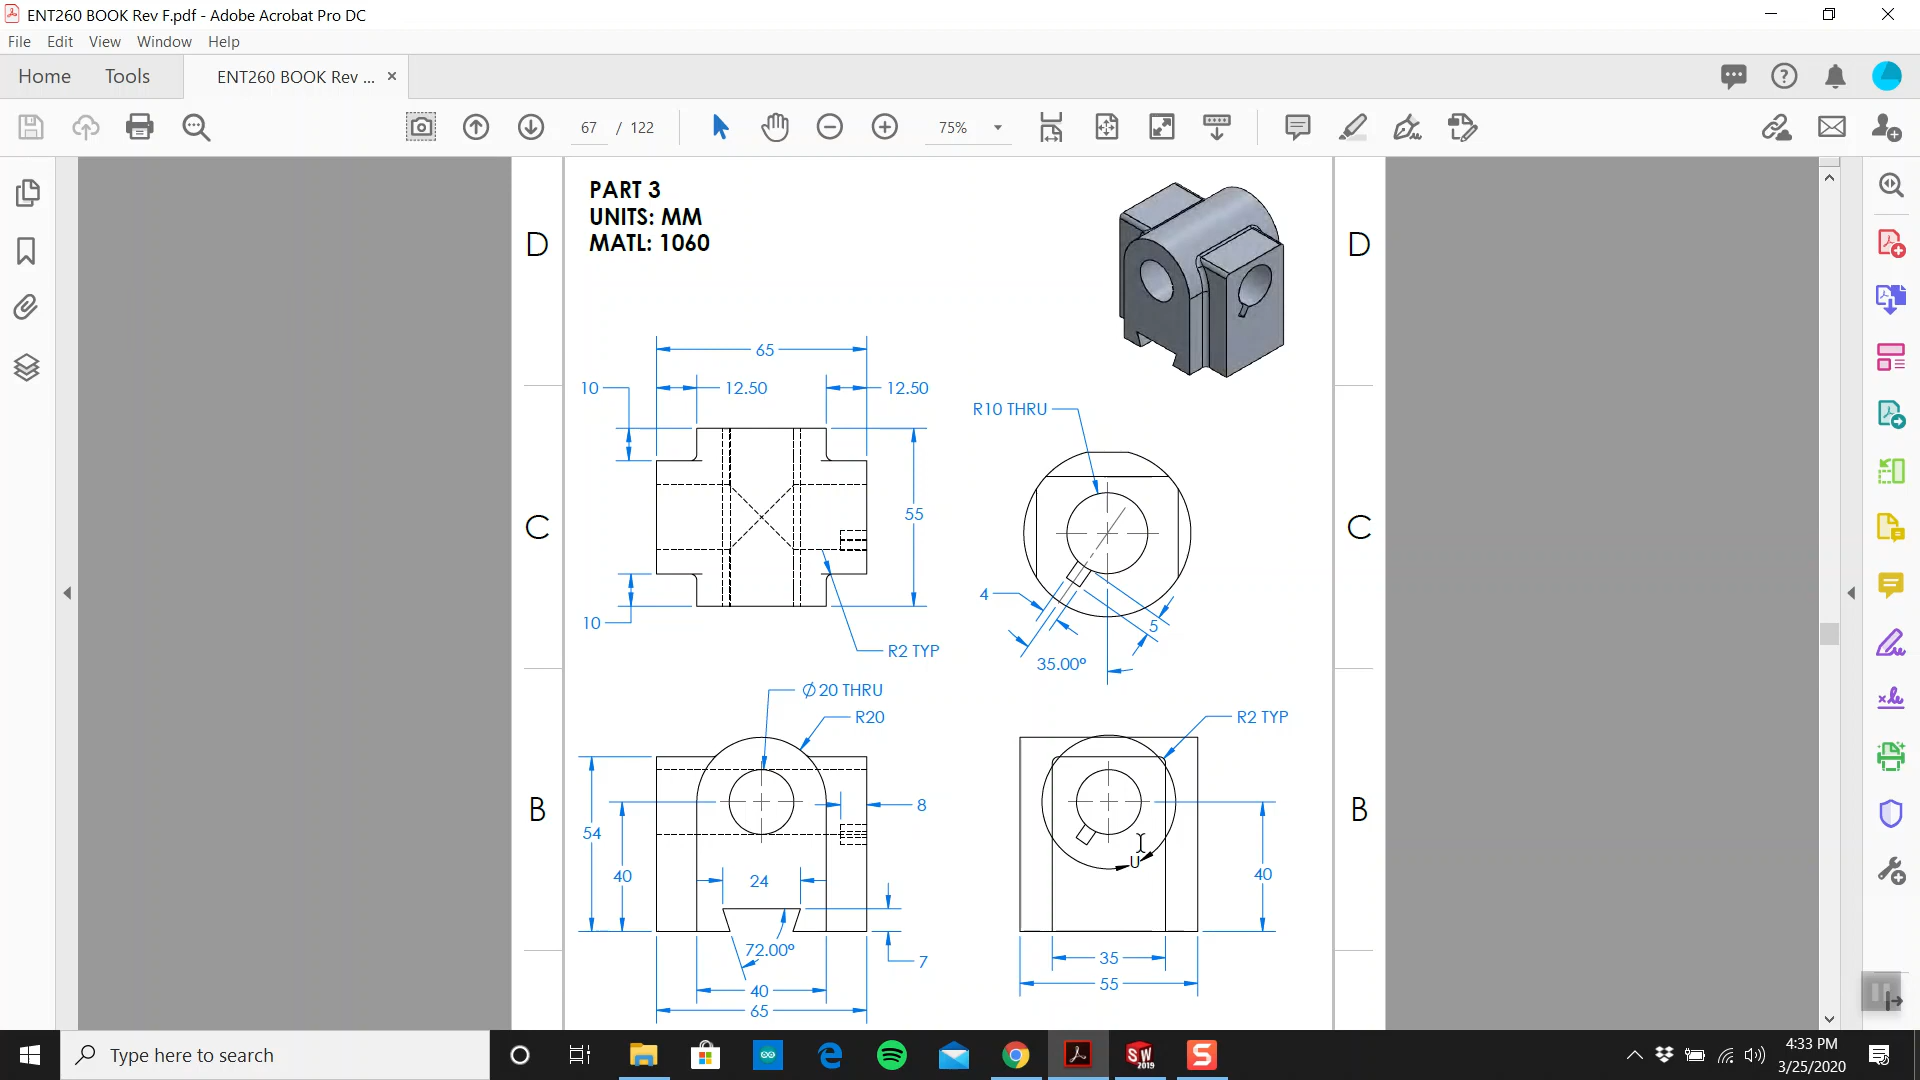 ENT260 BOOK Rev F.pdf - Adobe Acrobat Pro DC
File Edit View Window Help
Home Tools ENT260 BOOK Rev ... ×
67 / 122 75%
PART 3
UNITS: MM
MATL: 1060
D D
65
10 12.50 12.50
R10 THRU
55
C C
4
5
10
R2 TYP
35.00°
Ø20 THRU
R20
R2 TYP
8
B B
54
40
24
U
40
72.00°
7
35
40
55
65
Type here to search
SW
2019
S
4:33 PM
3/25/2020